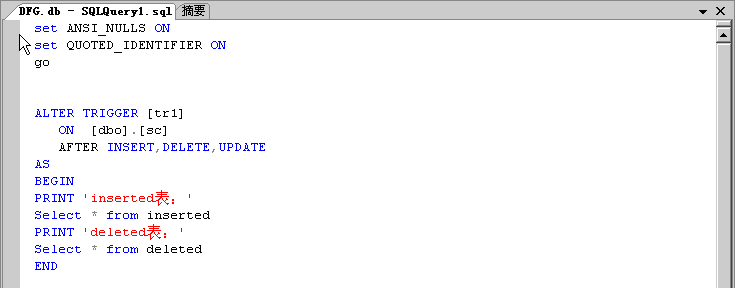 DFG.db - SQLQuery1.sql 摘要
set ANSI_NULLS ON
set QUOTED_IDENTIFIER ON
go
ALTER TRIGGER [tr1]
ON [dbo].[sc]
AFTER INSERT,DELETE,UPDATE
AS
BEGIN
PRINT 'inserted表：'
Select * from inserted
PRINT 'deleted表：'
Select * from deleted
END